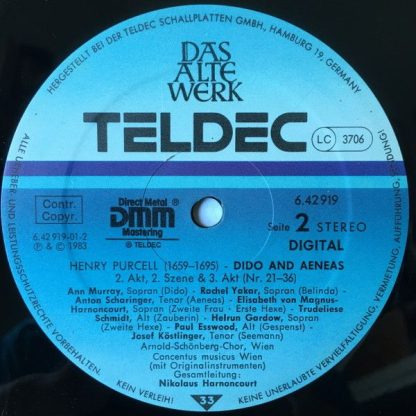 HERGESTELLT BEI DER TELDEC SCHALLPLATTEN GMBH, HAMBURG 19, GERMANY
DAS
ALTE
WERK
TELDEC
LC 3706
Contr.
Copyr.
6.42 919-01-2
℗ & © 1983
Direct Metal ®
DMM
Mastering
℗ TELDEC
6.42 919
Seite 2 STEREO
DIGITAL
HENRY PURCELL (1659–1695) - DIDO AND AENEAS
2. Akt, 2. Szene & 3. Akt (Nr. 21–36)
Ann Murray, Sopran (Dido) - Rachel Yakar, Sopran (Belinda) -
Anton Scharinger, Tenor (Aeneas) - Elisabeth von Magnus-
Harnoncourt, Sopran (Zweite Frau - Erste Hexe) - Trudeliese
Schmidt, Alt (Zauberin) - Helrun Gardow, Sopran
(Zweite Hexe) - Paul Esswood, Alt (Gespenst) -
Josef Köstlinger, Tenor (Seemann)
Arnold-Schönberg-Chor, Wien
Concentus musicus Wien
(mit Originalinstrumenten)
Gesamtleitung:
Nikolaus Harnoncourt
33
ALLE URHEBER- UND LEISTUNGSSCHUTZRECHTE VORBEHALTEN
KEIN VERLEIH!
KEINE UNERLAUBTE VERVIELFÄLTIGUNG, VERMIETUNG, AUFFÜHRUNG, SENDUNG!